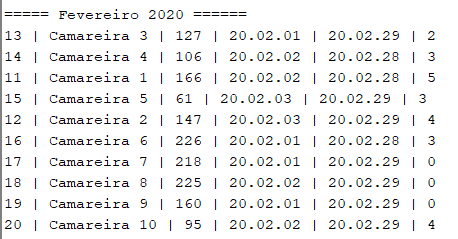 ===== Fevereiro 2020 ======
13 | Camareira 3 | 127 | 20.02.01 | 20.02.29 | 2
14 | Camareira 4 | 106 | 20.02.02 | 20.02.28 | 3
11 | Camareira 1 | 166 | 20.02.02 | 20.02.28 | 5
15 | Camareira 5 | 61 | 20.02.03 | 20.02.29 | 3
12 | Camareira 2 | 147 | 20.02.03 | 20.02.29 | 4
16 | Camareira 6 | 226 | 20.02.01 | 20.02.28 | 3
17 | Camareira 7 | 218 | 20.02.01 | 20.02.29 | 0
18 | Camareira 8 | 225 | 20.02.02 | 20.02.29 | 0
19 | Camareira 9 | 160 | 20.02.01 | 20.02.29 | 0
20 | Camareira 10 | 95 | 20.02.02 | 20.02.29 | 4